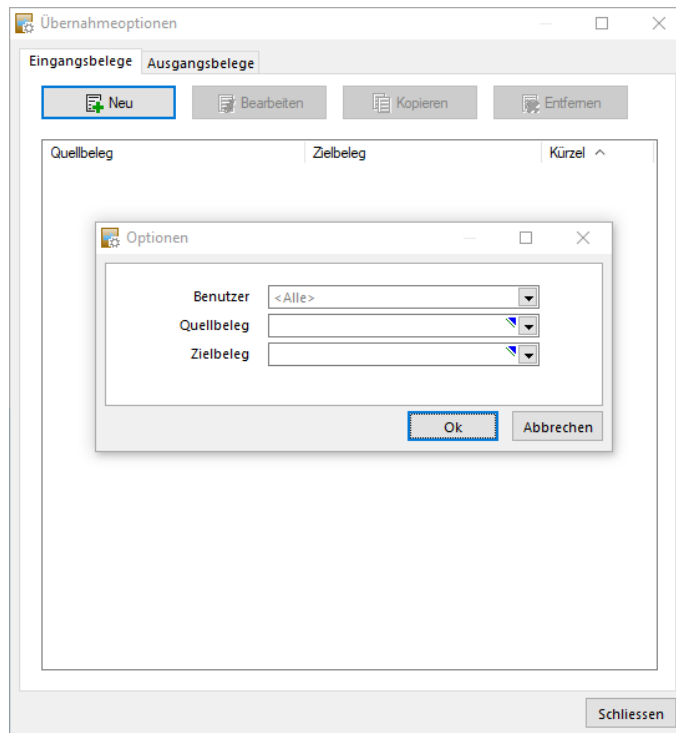 Übernahmeoptionen
Eingangsbelege Ausgangsbelege
Neu Bearbeiten Kopieren Entfernen
Quellbeleg Zielbeleg Kürzel
Optionen
Benutzer <Alle>
Quellbeleg
Zielbeleg
Ok Abbrechen
Schliessen